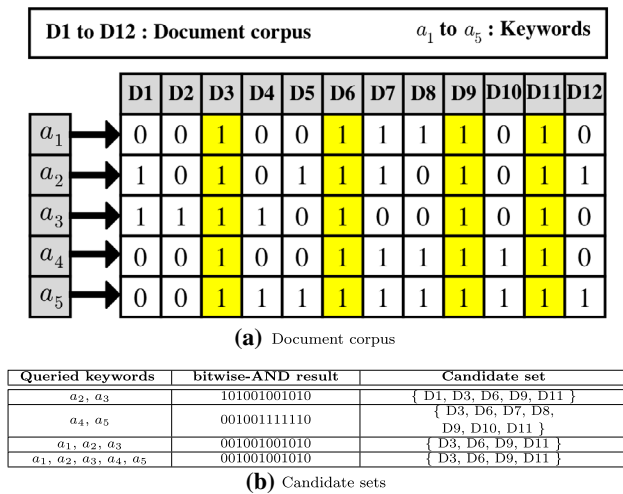 D1 to D12 : Document corpus a1 to a5 : Keywords
D1 D2 D3 D4 D5 D6 D7 D8 D9 D10 D11 D12
a1 0 0 1 0 0 1 1 1 1 0 1 0
a2 1 0 1 0 1 1 1 0 1 0 1 1
a3 1 1 1 1 0 1 0 0 1 0 1 0
a4 0 0 1 0 0 1 1 1 1 1 1 0
a5 0 0 1 1 1 1 1 1 1 1 1 1
(a) Document corpus
Queried keywords bitwise-AND result Candidate set
a2, a3 101001001010 { D1, D3, D6, D9, D11 }
a4, a5 001001111110 { D3, D6, D7, D8,
D9, D10, D11 }
a1, a2, a3 001001001010 { D3, D6, D9, D11 }
a1, a2, a3, a4, a5 001001001010 { D3, D6, D9, D11 }
(b) Candidate sets